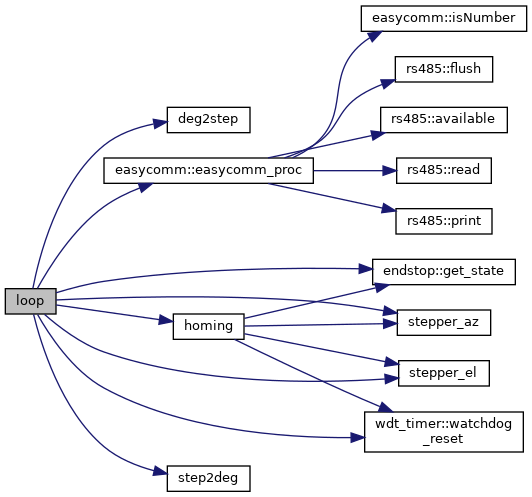 easycomm::isNumber
rs485::flush
deg2step
rs485::available
easycomm::easycomm_proc
rs485::read
rs485::print
endstop::get_state
loop
stepper_az
homing
stepper_el
wdt_timer::watchdog
_reset
step2deg